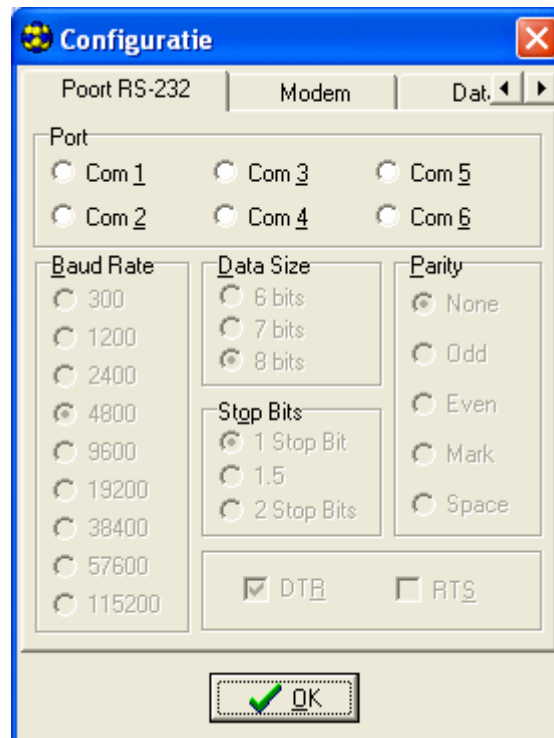 Configuratie
Poort RS-232 Modem Dat
Port
Com 1 Com 3 Com 5
Com 2 Com 4 Com 6
Baud Rate
300
1200
2400
4800
9600
19200
38400
57600
115200
Data Size
6 bits
7 bits
8 bits
Stop Bits
1 Stop Bit
1.5
2 Stop Bits
Parity
None
Odd
Even
Mark
Space
DTR RTS
OK